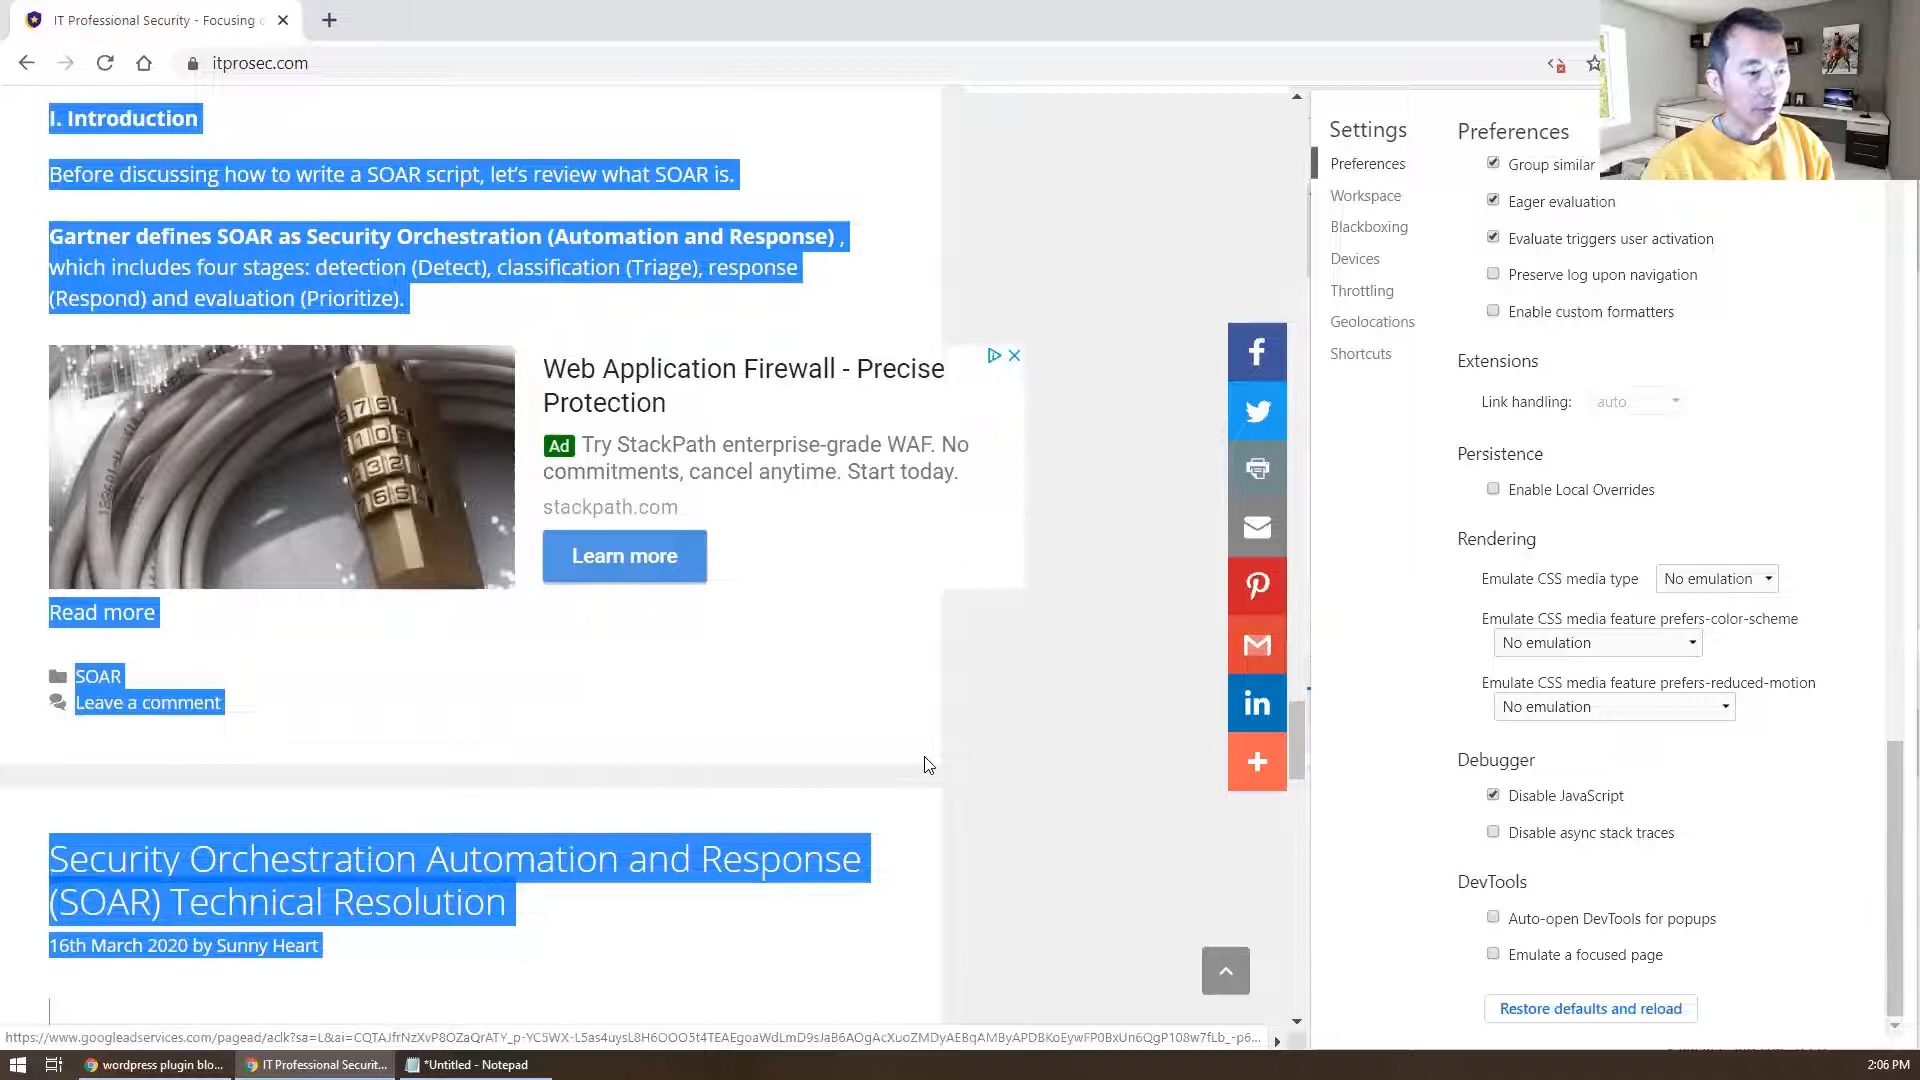 IT Professional Security - Focusing
itprosec.com
I. Introduction
Before discussing how to write a SOAR script, let's review what SOAR is.
Gartner defines SOAR as Security Orchestration (Automation and Response) ,
which includes four stages: detection (Detect), classification (Triage), response
(Respond) and evaluation (Prioritize).
Web Application Firewall - Precise
Protection
Ad Try StackPath enterprise-grade WAF. No
commitments, cancel anytime. Start today.
stackpath.com
Learn more
Read more
SOAR
Leave a comment
Security Orchestration Automation and Response
(SOAR) Technical Resolution
16th March 2020 by Sunny Heart
Settings
Preferences
Workspace
Blackboxing
Devices
Throttling
Geolocations
Shortcuts
Preferences
Group similar
Eager evaluation
Evaluate triggers user activation
Preserve log upon navigation
Enable custom formatters
Extensions
Link handling: auto
Persistence
Enable Local Overrides
Rendering
Emulate CSS media type No emulation
Emulate CSS media feature prefers-color-scheme
No emulation
Emulate CSS media feature prefers-reduced-motion
No emulation
Debugger
Disable JavaScript
Disable async stack traces
DevTools
Auto-open DevTools for popups
Emulate a focused page
Restore defaults and reload
wordpress plugin blo...
IT Professional Securit...
*Untitled - Notepad
2:06 PM